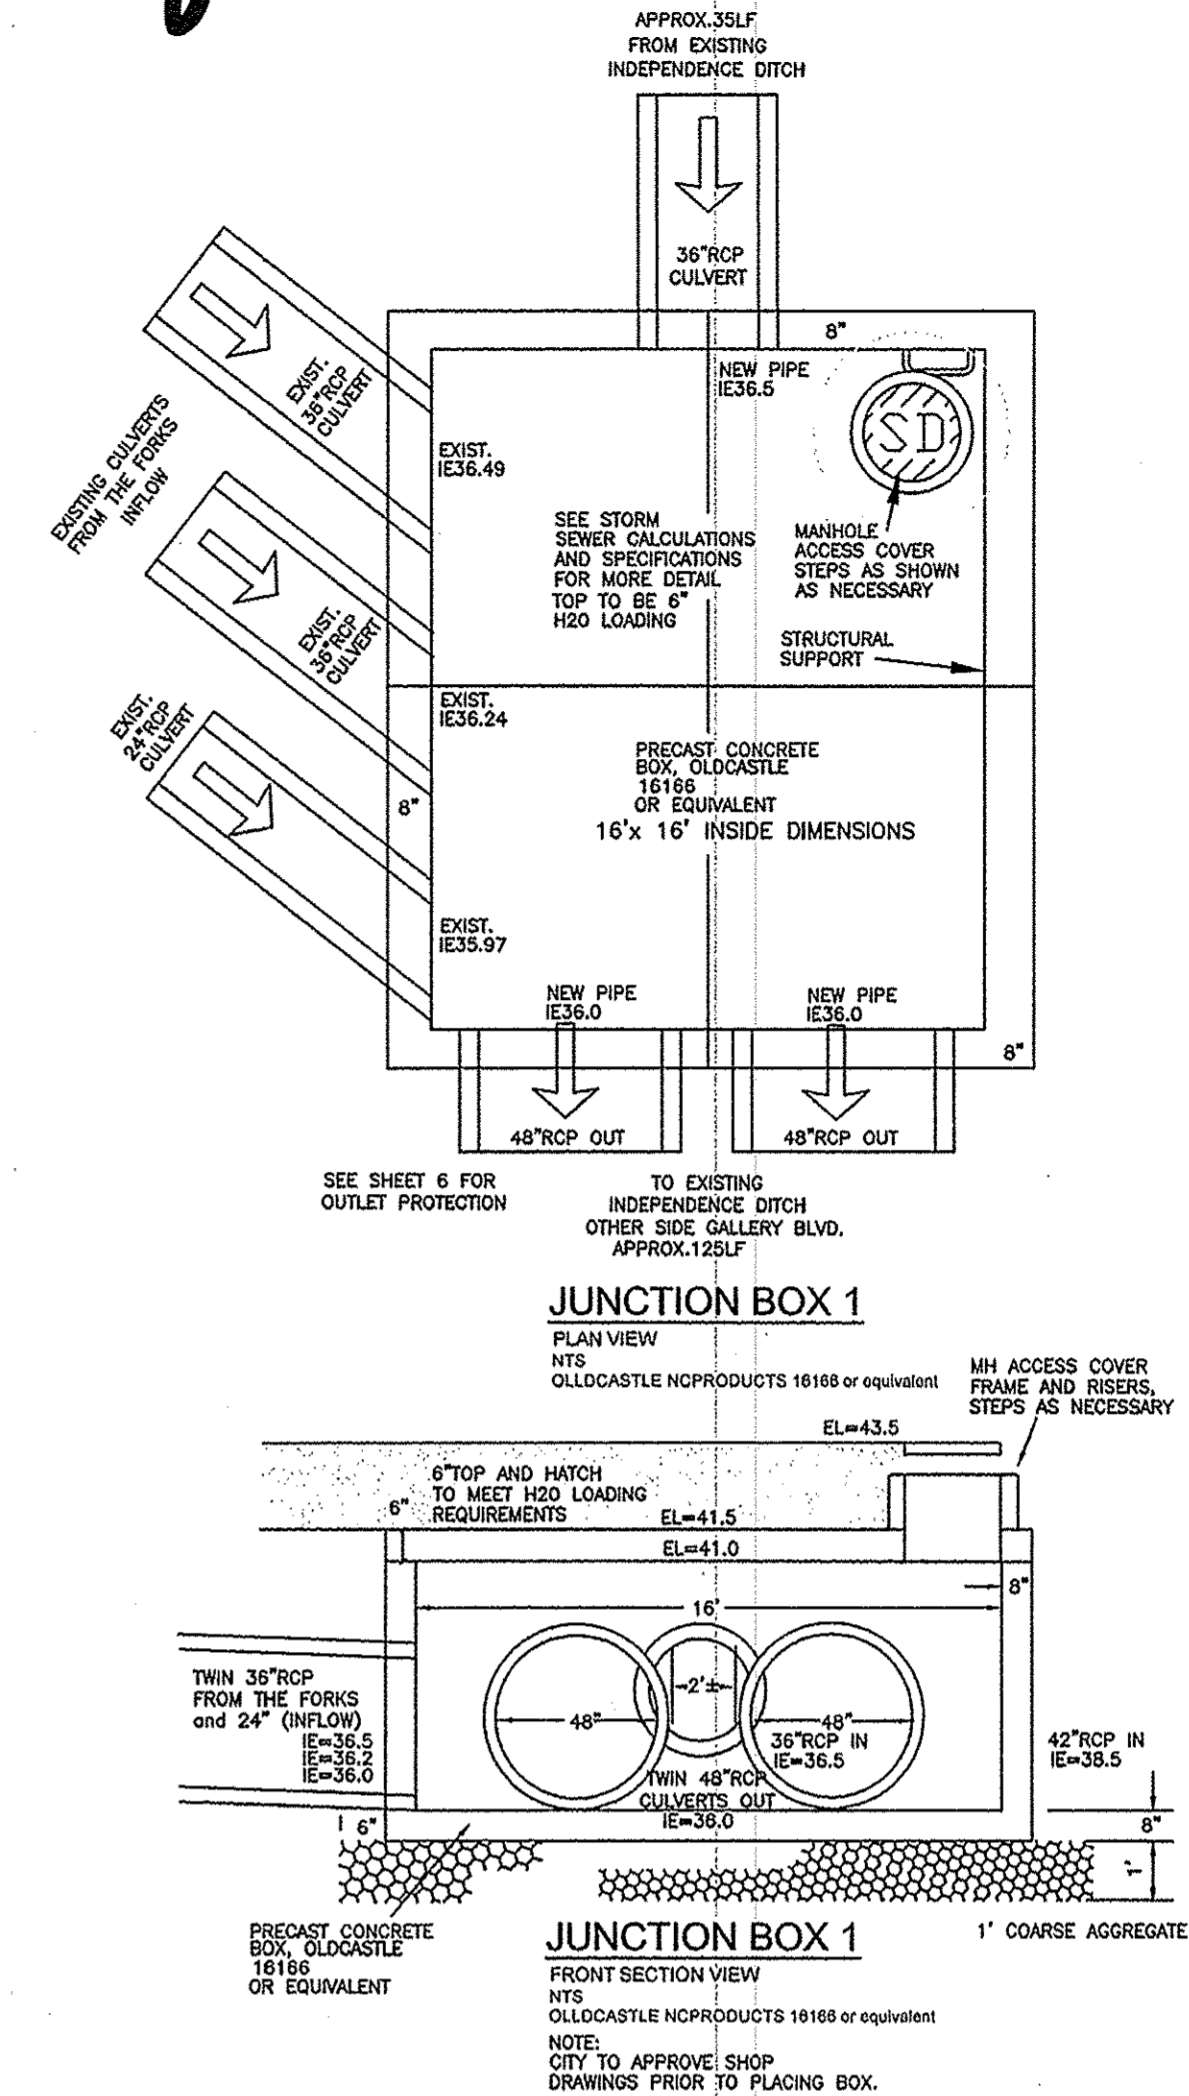 APPROX.35LF
FROM EXISTING
INDEPENDENCE DITCH
36"RCP
CULVERT
8"
NEW PIPE
IE36.5
SD
EXIST.
36"RCP
CULVERT
EXISTING CULVERTS
FROM THE FORKS
INFLOW
EXIST.
IE36.49
SEE STORM
SEWER CALCULATIONS
AND SPECIFICATIONS
FOR MORE DETAIL
TOP TO BE 6"
H20 LOADING
MANHOLE
ACCESS COVER
STEPS AS SHOWN
AS NECESSARY
EXIST.
36"RCP
CULVERT
STRUCTURAL
SUPPORT
EXIST.
24"RCP
CULVERT
EXIST.
IE36.24
8"
PRECAST CONCRETE
BOX, OLDCASTLE
16166
OR EQUIVALENT
16'x 16' INSIDE DIMENSIONS
EXIST.
IE35.97
NEW PIPE
IE36.0
NEW PIPE
IE36.0
8"
48"RCP OUT
48"RCP OUT
SEE SHEET 6 FOR
OUTLET PROTECTION
TO EXISTING
INDEPENDENCE DITCH
OTHER SIDE GALLERY BLVD.
APPROX.125LF
JUNCTION BOX 1
PLAN VIEW
NTS
OLLDCASTLE NCPRODUCTS 16166 or equivalent
MH ACCESS COVER
FRAME AND RISERS,
STEPS AS NECESSARY
EL=43.5
6"TOP AND HATCH
TO MEET H20 LOADING
REQUIREMENTS
6"
EL=41.5
EL=41.0
8"
16'
TWIN 36"RCP
FROM THE FORKS
and 24" (INFLOW)
IE=36.5
IE=36.2
IE=36.0
2'±
48"
48"
36"RCP IN
IE=36.5
42"RCP IN
IE=38.5
TWIN 48"RCP
CULVERTS OUT
IE=36.0
6"
8"
1'
PRECAST CONCRETE
BOX, OLDCASTLE
16166
OR EQUIVALENT
1' COARSE AGGREGATE
JUNCTION BOX 1
FRONT SECTION VIEW
NTS
OLLDCASTLE NCPRODUCTS 16166 or equivalent
NOTE:
CITY TO APPROVE SHOP
DRAWINGS PRIOR TO PLACING BOX.